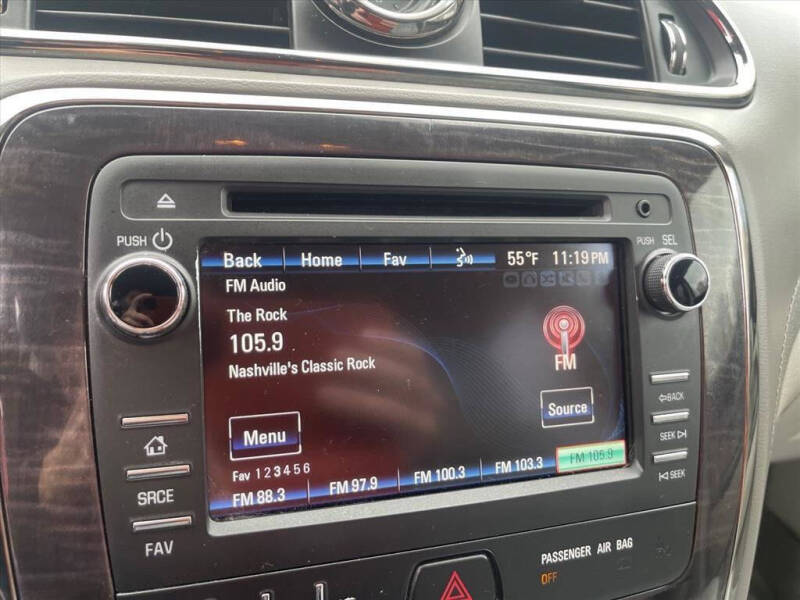 PUSH
PUSH SEL
Back Home Fav 55°F 11:19 PM
FM Audio
The Rock
105.9
Nashville's Classic Rock
FM
Menu
Source
Fav 1 2 3 4 5 6
FM 88.3 FM 97.9 FM 100.3 FM 103.3 FM 105.9
SRCE
FAV
BACK
SEEK
SEEK
PASSENGER AIR BAG
OFF